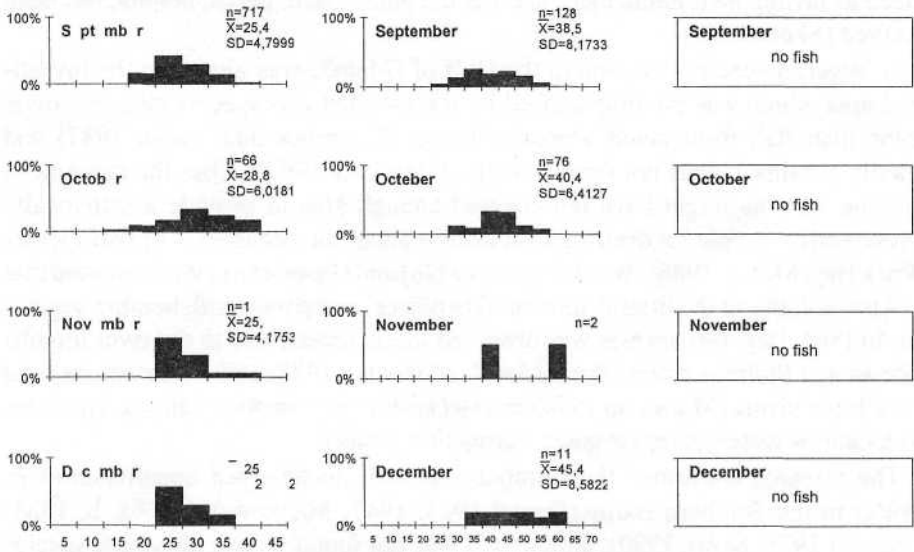 100%
S pt mb r
n=717
X=25,4
SD=4,7999
0%
100%
September
n=128
X=38,5
SD=8,1733
0%
September
no fish
100%
Octob r
n=66
X=28,8
SD=6,0181
0%
100%
Octeber
n=76
X=40,4
SD=6,4127
0%
October
no fish
100%
Nov mb r
n=1
X=25,
SD=4,1753
0%
100%
November
n=2
0%
November
no fish
100%
D c mb r
25
2 2
0%
5 10 15 20 25 30 35 40 45
100%
December
n=11
X=45,4
SD=8,5822
0%
5 10 15 20 25 30 35 40 45 50 55 60 65 70
December
no fish